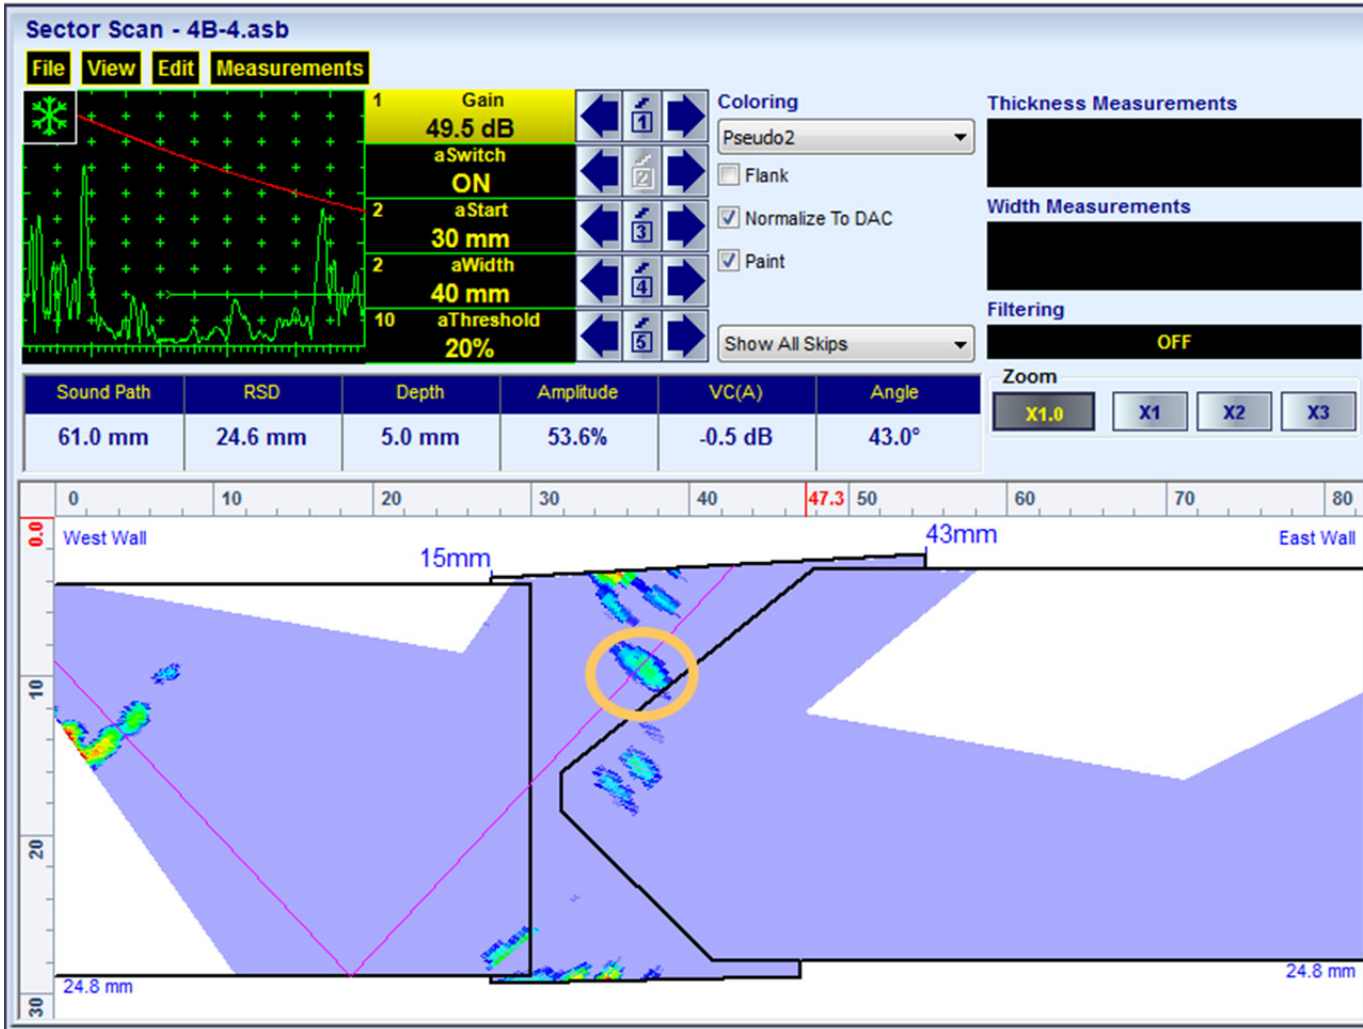 Sector Scan - 4B-4.asb
File View Edit Measurements
1 Gain
49.5 dB
1
aSwitch
ON
2
2 aStart
30 mm
3
2 aWidth
40 mm
4
10 aThreshold
20%
5
Coloring
Pseudo2
Flank
Normalize To DAC
Paint
Show All Skips
Thickness Measurements
Width Measurements
Filtering
OFF
Zoom
X1.0 X1 X2 X3
Sound Path RSD Depth Amplitude VC(A) Angle
61.0 mm 24.6 mm 5.0 mm 53.6% -0.5 dB 43.0°
0 10 20 30 40 47.3 50 60 70 80
0.0
West Wall
15mm
43mm
East Wall
10
20
24.8 mm
24.8 mm
30